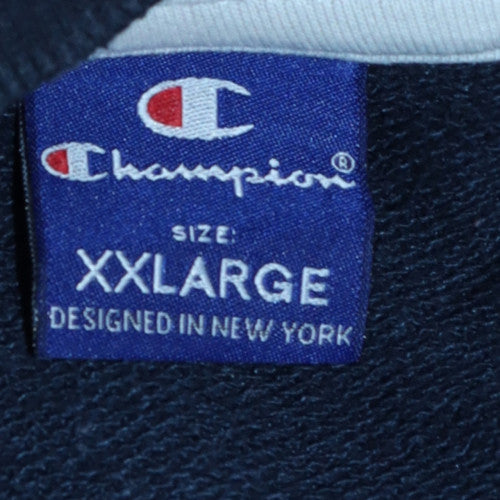 Champion®
SIZE:
XXLARGE
DESIGNED IN NEW YORK